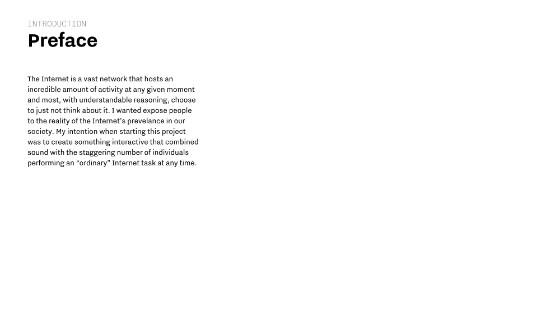 INTRODUCTION
Preface
The Internet is a vast network that hosts an
incredible amount of activity at any given moment
and most, with understandable reasoning, choose
to just not think about it. I wanted expose people
to the reality of the Internet's prevelance in our
society. My intention when starting this project
was to create something interactive that combined
sound with the staggering number of individuals
performing an "ordinary" Internet task at any time.